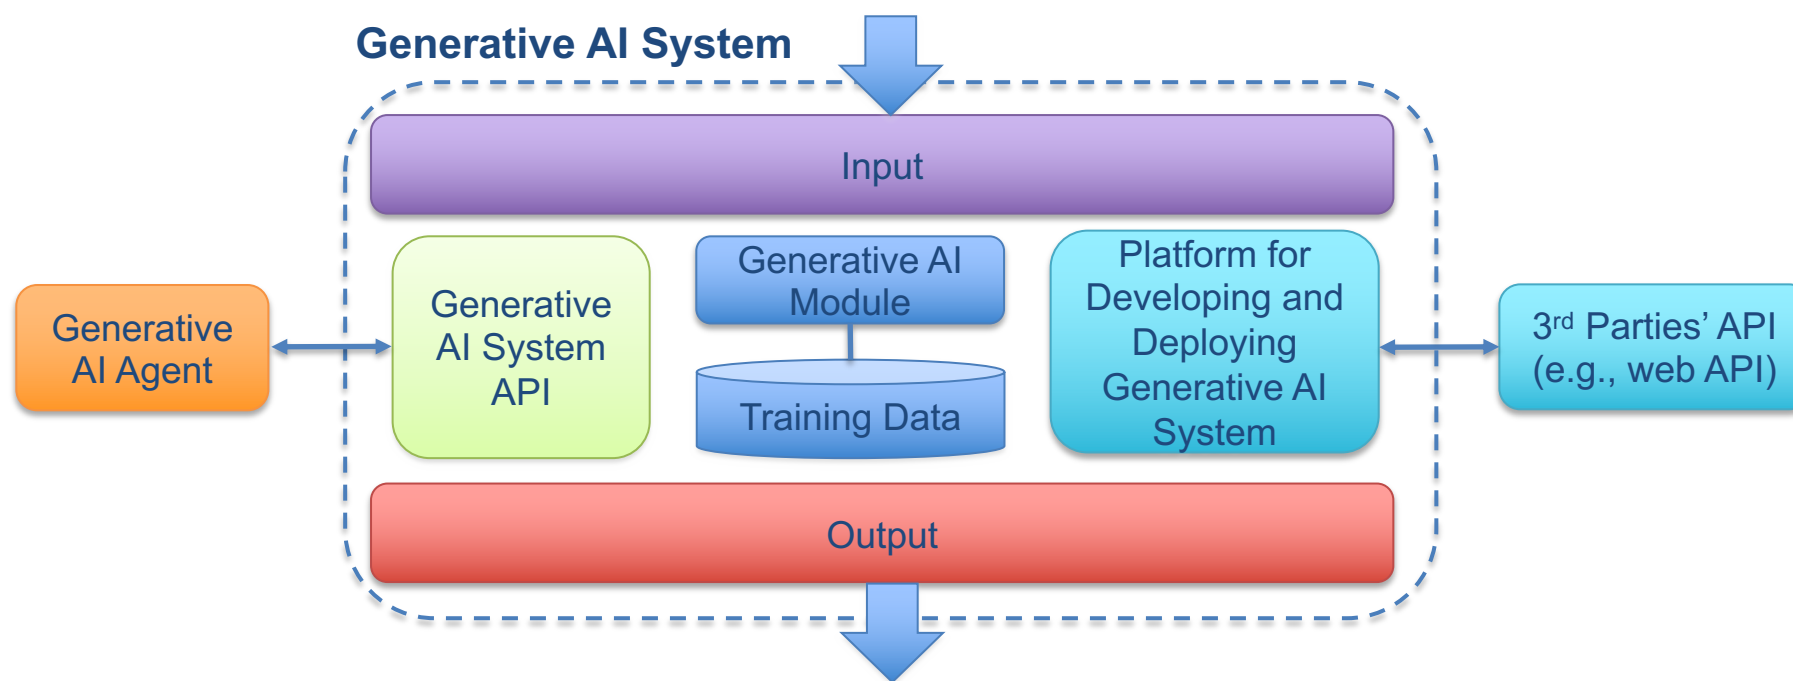 Generative AI System
Input
Generative
AI Agent
Generative
AI System
API
Generative AI
Module
Training Data
Platform for
Developing and
Deploying
Generative AI
System
3rd Parties’ API
(e.g., web API)
Output